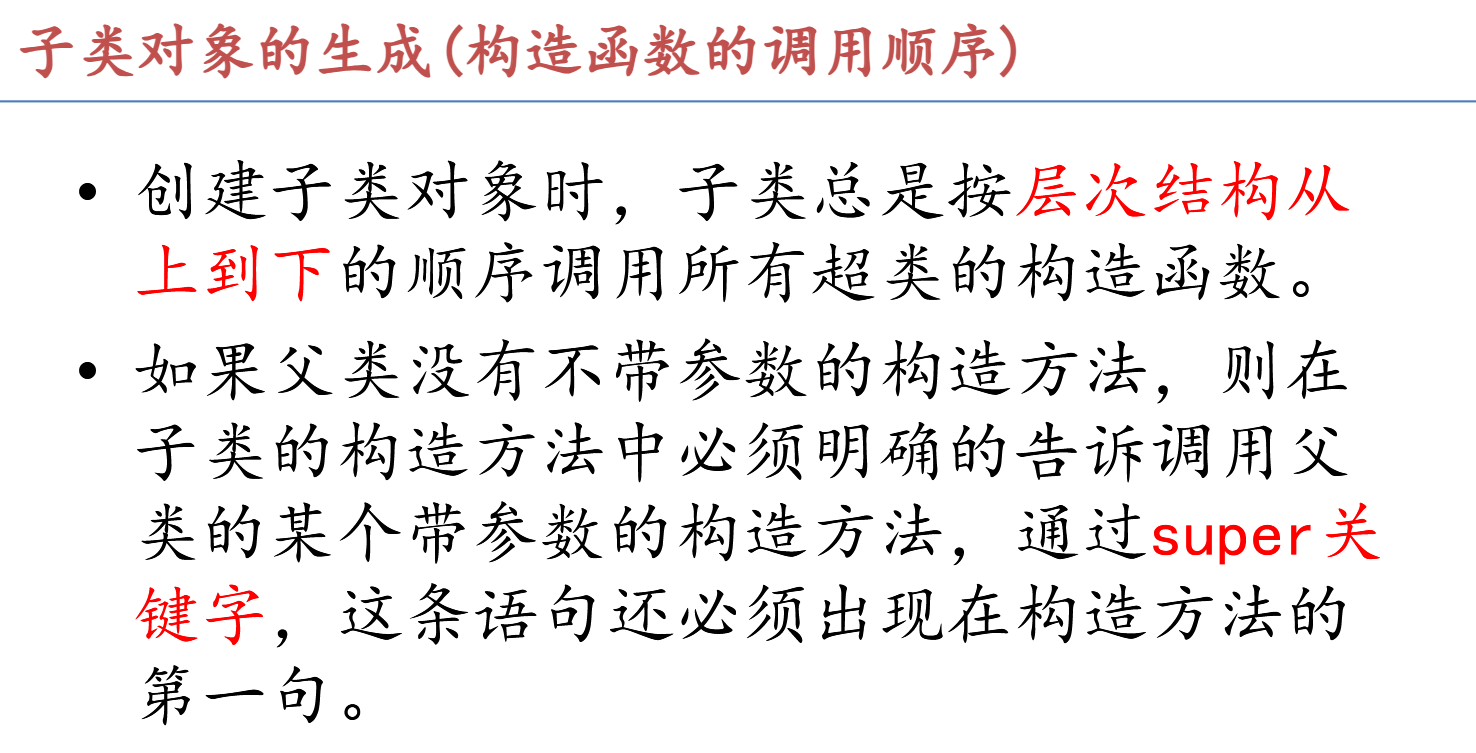 子类对象的生成(构造函数的调用顺序)
• 创建子类对象时，子类总是按层次结构从
上到下的顺序调用所有超类的构造函数。
• 如果父类没有不带参数的构造方法，则在
子类的构造方法中必须明确的告诉调用父
类的某个带参数的构造方法，通过super关
键字，这条语句还必须出现在构造方法的
第一句。